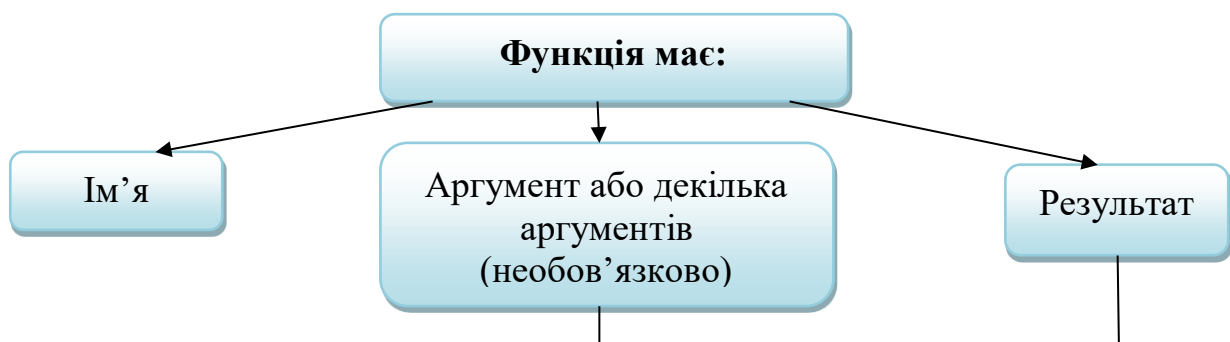 Функція має:
Ім’я
Аргумент або декілька
аргументів
(необов’язково)
Результат